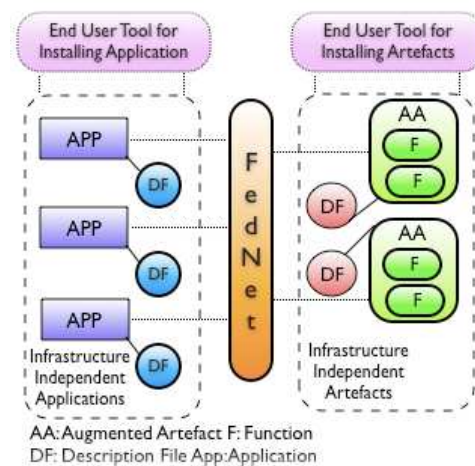 End User Tool for
Installing Application
End User Tool for
Installing Artefacts
APP
DF
APP
DF
APP
DF
Infrastructure
Independent
Applications
FedNet
AA
F
F
DF
AA
F
F
DF
Infrastructure
Independent
Artefacts
AA: Augmented Artefact F: Function
DF: Description File App:Application